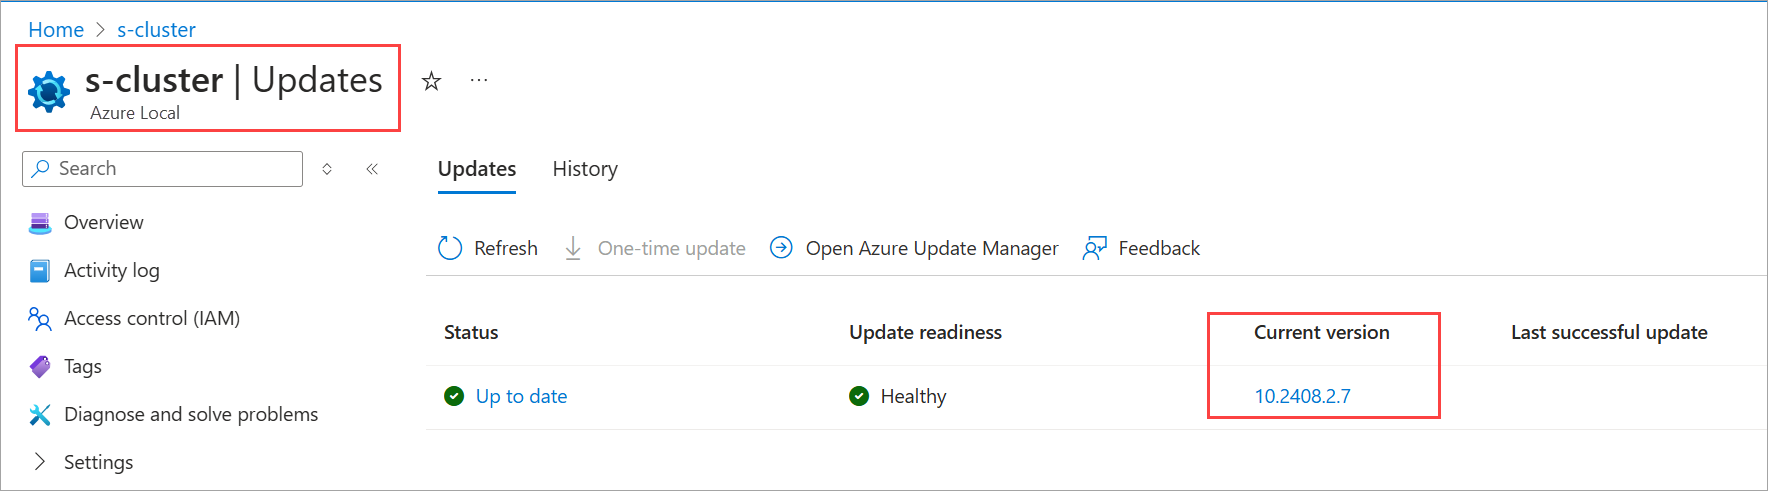 Home > s-cluster
s-cluster | Updates
Azure Local
Search
Overview
Activity log
Access control (IAM)
Tags
Diagnose and solve problems
Settings
Updates History
Refresh One-time update Open Azure Update Manager Feedback
Status Update readiness Current version Last successful update
Up to date Healthy 10.2408.2.7